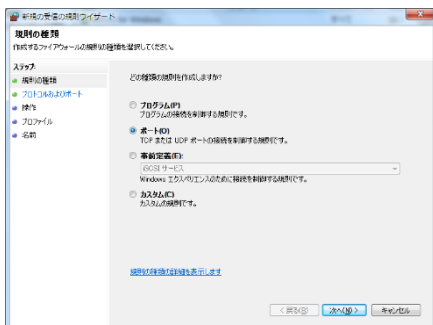 新規の受信の規則ウィザード
規則の種類
作成するファイアウォールの規則の種類を選択してください。
ステップ:
規則の種類
プロトコルおよびポート
操作
プロファイル
名前
どの種類の規則を作成しますか?
プログラム(P)
プログラムの接続を制御する規則です。
ポート(O)
TCP または UDP ポートの接続を制御する規則です。
事前定義(E):
iSCSI サービス
Windows エクスペリエンスのために接続を制御する規則です。
カスタム(C)
カスタムの規則です。
規則の種類の詳細を表示します
< 戻る(B)
次へ(N) >
キャンセル